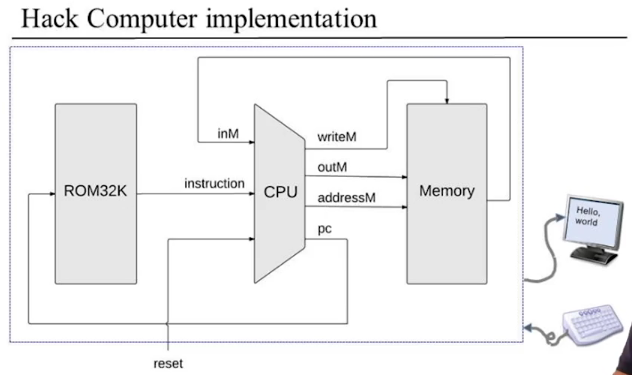 Hack Computer implementation
inM
writeM
outM
ROM32K
instruction
CPU
addressM
Memory
pc
Hello,
world
reset